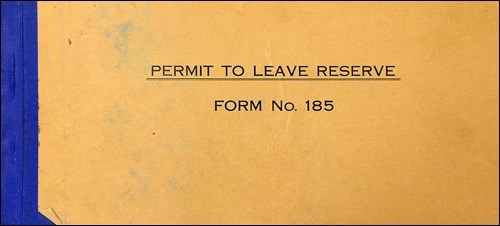 PERMIT TO LEAVE RESERVE
FORM No. 185